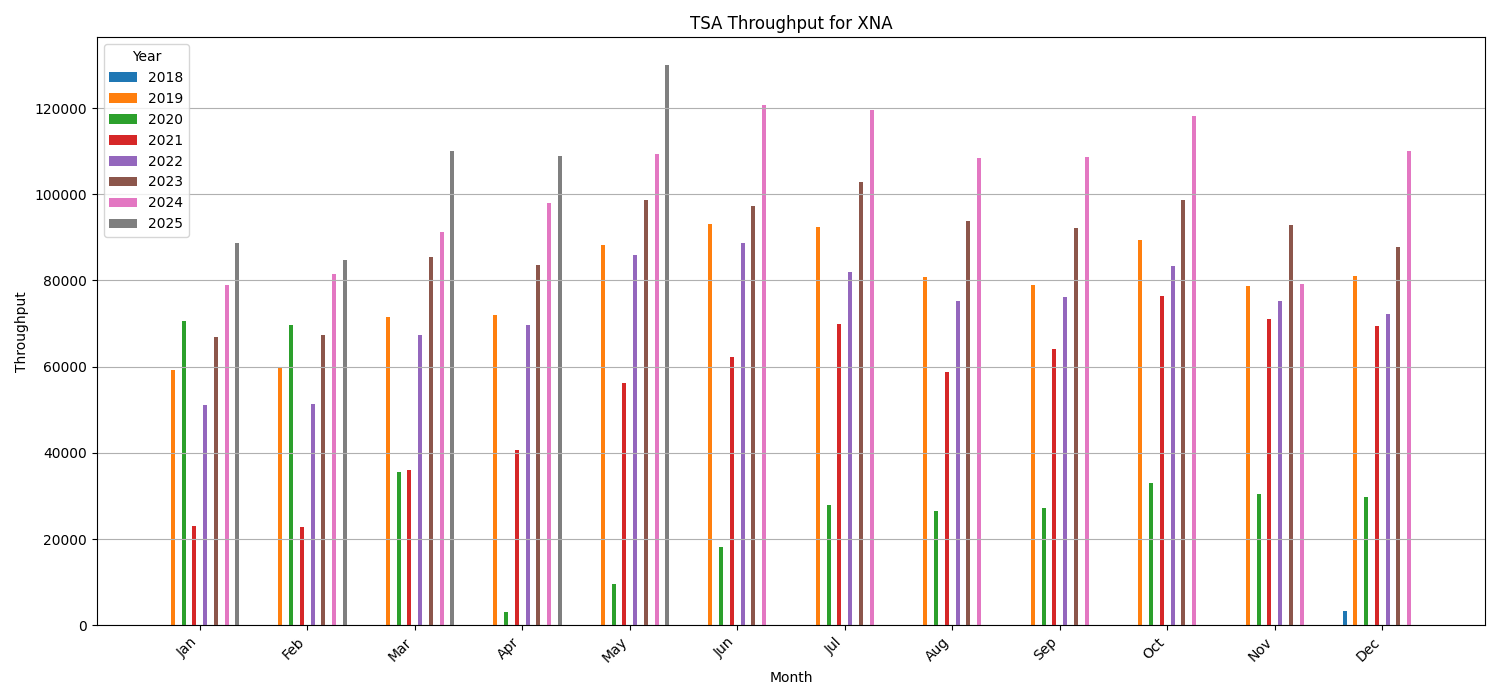 TSA Throughput for XNA
Year
2018
2019
2020
2021
2022
2023
2024
2025
Throughput
120000
100000
80000
60000
40000
20000
0
Jan
Feb
Mar
Apr
May
Jun
Jul
Aug
Sep
Oct
Nov
Dec
Month